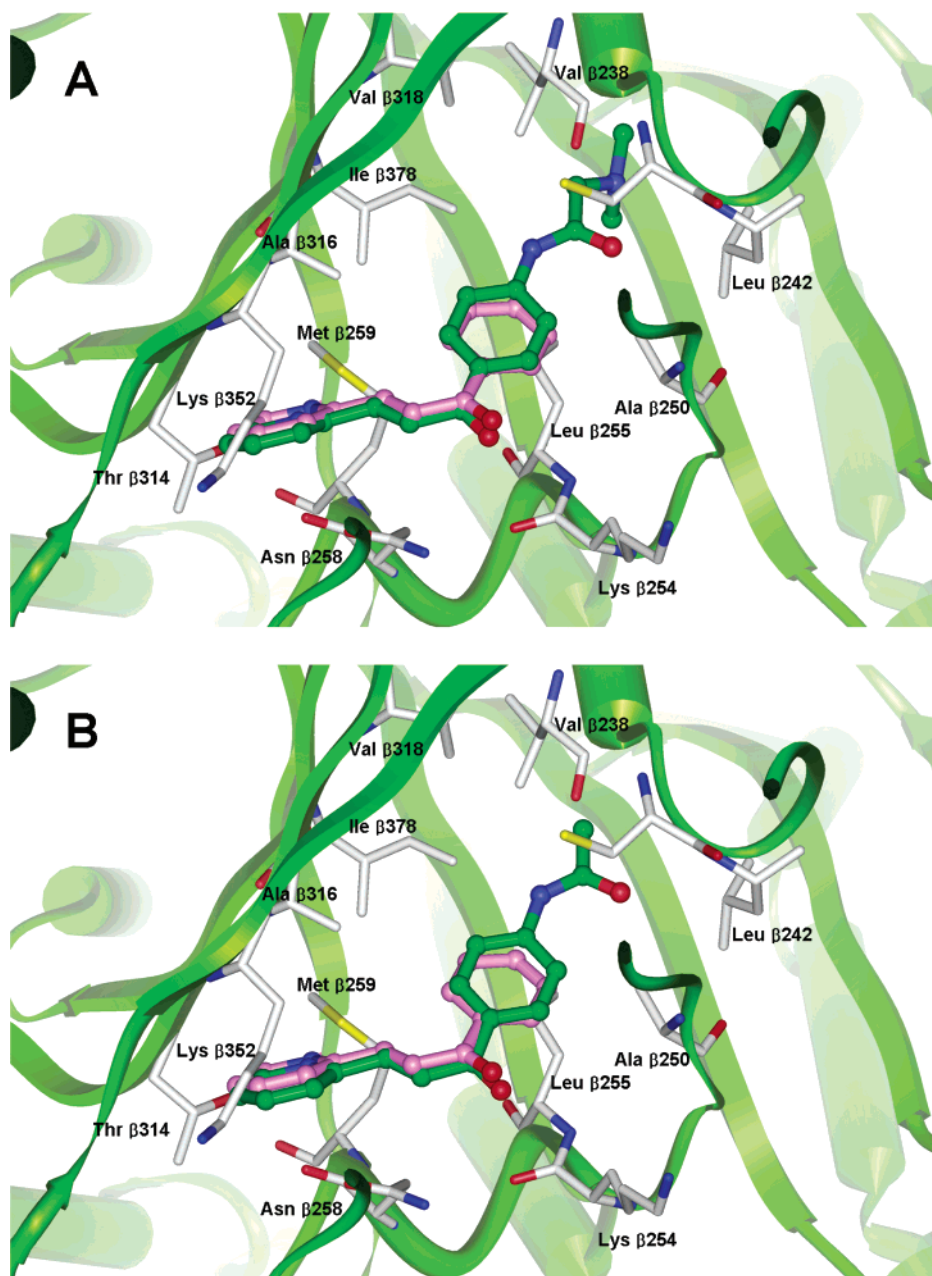 A
Val β238
Val β318
Ile β378
Ala β316
Leu β242
Met β259
Lys β352
Ala β250
Leu β255
Thr β314
Asn β258
Lys β254
B
Val β238
Val β318
Ile β378
Ala β316
Leu β242
Met β259
Lys β352
Ala β250
Leu β255
Thr β314
Asn β258
Lys β254